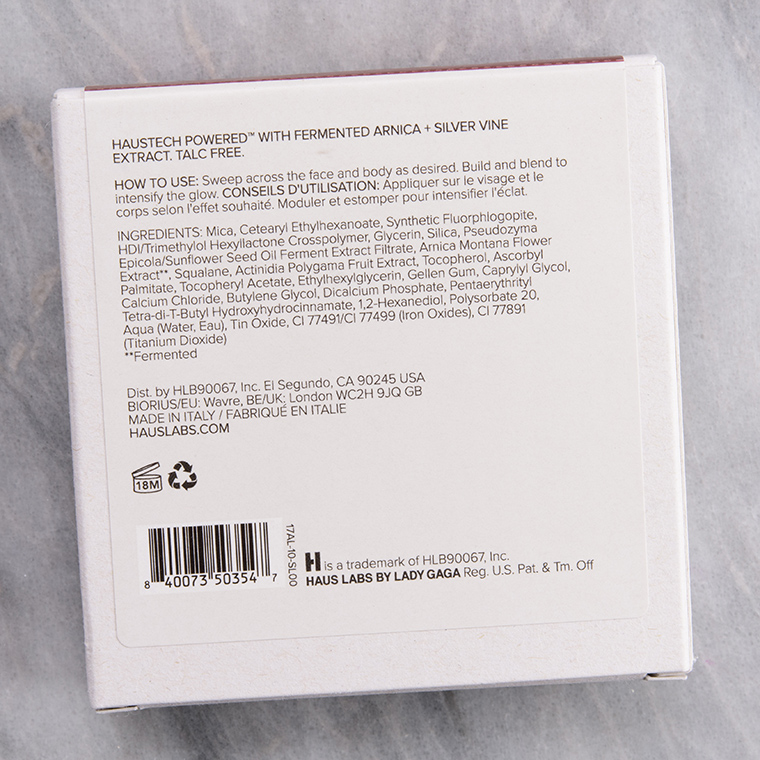 HAUSTECH POWERED™ WITH FERMENTED ARNICA + SILVER VINE
EXTRACT. TALC FREE.
HOW TO USE: Sweep across the face and body as desired. Build and blend to
intensify the glow. CONSEILS D'UTILISATION: Appliquer sur le visage et le
corps selon l'effet souhaité. Moduler et estomper pour intensifier l'éclat.
INGREDIENTS: Mica, Cetearyl Ethylhexanoate, Synthetic Fluorphlogopite,
HDI/Trimethylol Hexyllactone Crosspolymer, Glycerin, Silica, Pseudozyma
Epicola/Sunflower Seed Oil Ferment Extract Filtrate, Arnica Montana Flower
Extract**, Squalane, Actinidia Polygama Fruit Extract, Tocopherol, Ascorbyl
Palmitate, Tocopheryl Acetate, Ethylhexylglycerin, Gellen Gum, Caprylyl Glycol,
Calcium Chloride, Butylene Glycol, Dicalcium Phosphate, Pentaerythrityl
Tetra-di-T-Butyl Hydroxyhydrocinnamate, 1,2-Hexanediol, Polysorbate 20,
Aqua (Water, Eau), Tin Oxide, CI 77491/CI 77499 (Iron Oxides), CI 77891
(Titanium Dioxide)
**Fermented
Dist. by HLB90067, Inc. El Segundo, CA 90245 USA
BIORIUS/EU: Wavre, BE/UK: London WC2H 9JQ GB
MADE IN ITALY / FABRIQUÉ EN ITALIE
HAUSLABS.COM
18M
8 40073 50354 7
17AL-10-SL00
H is a trademark of HLB90067, Inc.
HAUS LABS BY LADY GAGA Reg. U.S. Pat. & Tm. Off